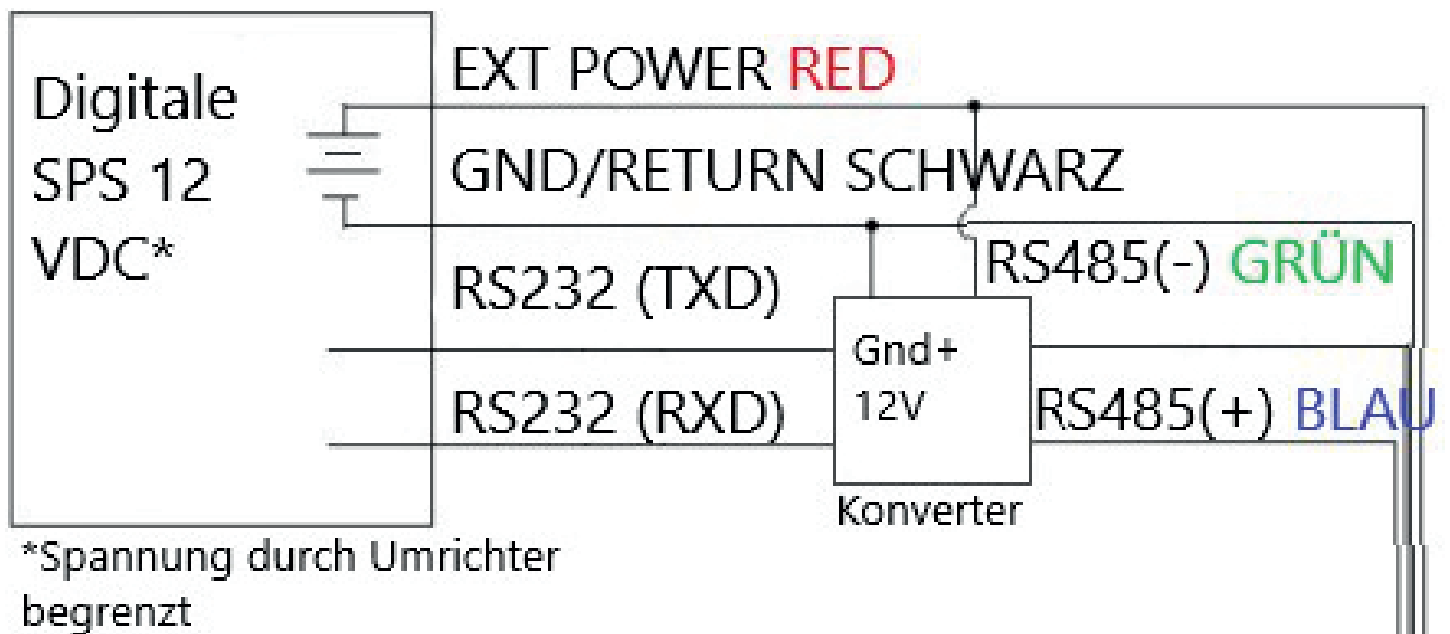 EXT POWER RED
Digitale
SPS 12
VDC*
GND/RETURN SCHWARZ
RS232 (TXD)
RS485(-) GRÜN
Gnd+
12V
RS232 (RXD)
RS485(+) BLAU
Konverter
*Spannung durch Umrichter
begrenzt